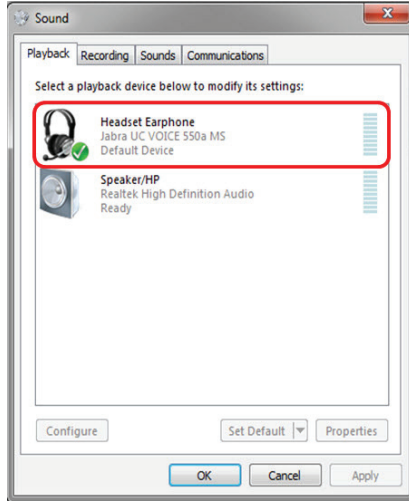 Sound
Playback Recording Sounds Communications
Select a playback device below to modify its settings:
Headset Earphone
Jabra UC VOICE 550a MS
Default Device
Speaker/HP
Realtek High Definition Audio
Ready
Configure Set Default Properties
OK Cancel Apply